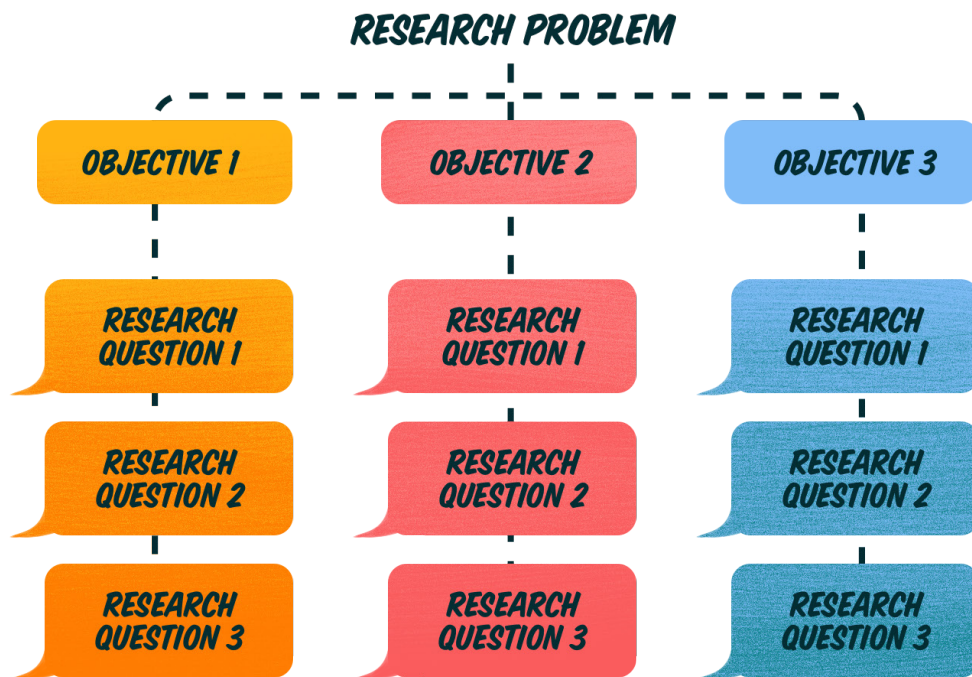 RESEARCH PROBLEM
OBJECTIVE 1
OBJECTIVE 2
OBJECTIVE 3
RESEARCH
QUESTION 1
RESEARCH
QUESTION 1
RESEARCH
QUESTION 1
RESEARCH
QUESTION 2
RESEARCH
QUESTION 2
RESEARCH
QUESTION 2
RESEARCH
QUESTION 3
RESEARCH
QUESTION 3
RESEARCH
QUESTION 3